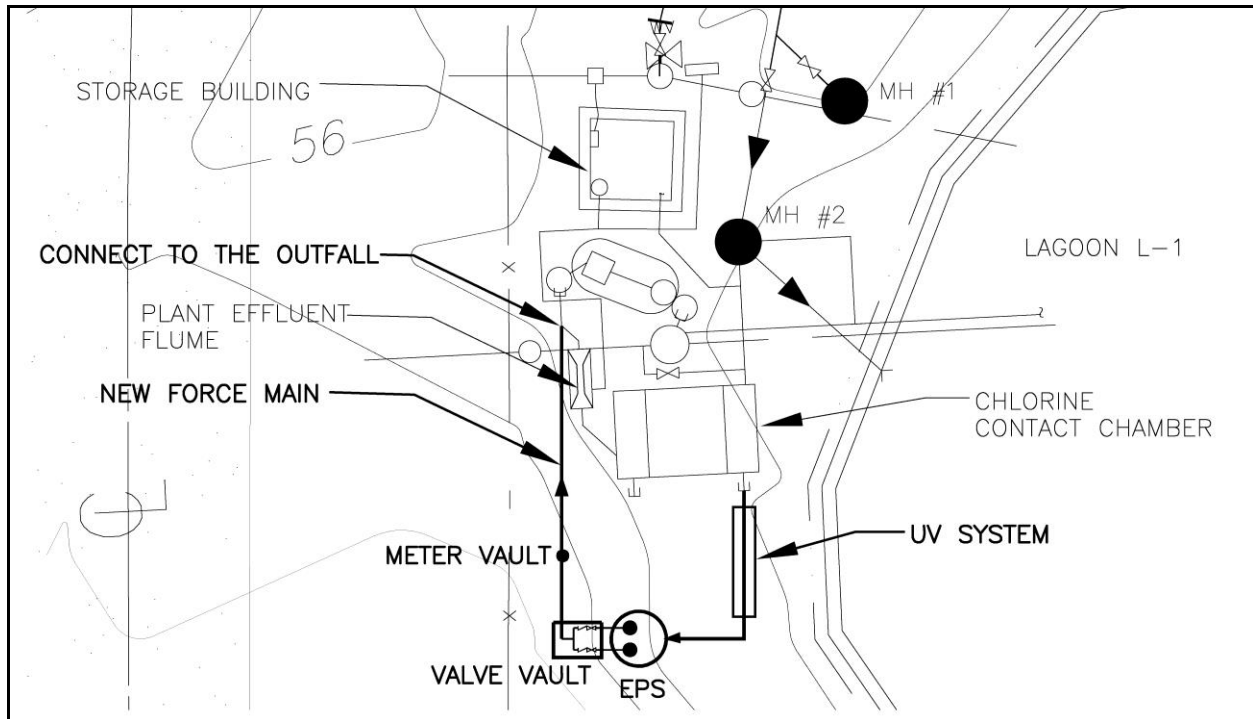 MH #1
STORAGE BUILDING
56
MH #2
CONNECT TO THE OUTFALL
LAGOON L-1
PLANT EFFLUENT
FLUME
NEW FORCE MAIN
CHLORINE
CONTACT CHAMBER
UV SYSTEM
METER VAULT
VALVE VAULT
EPS